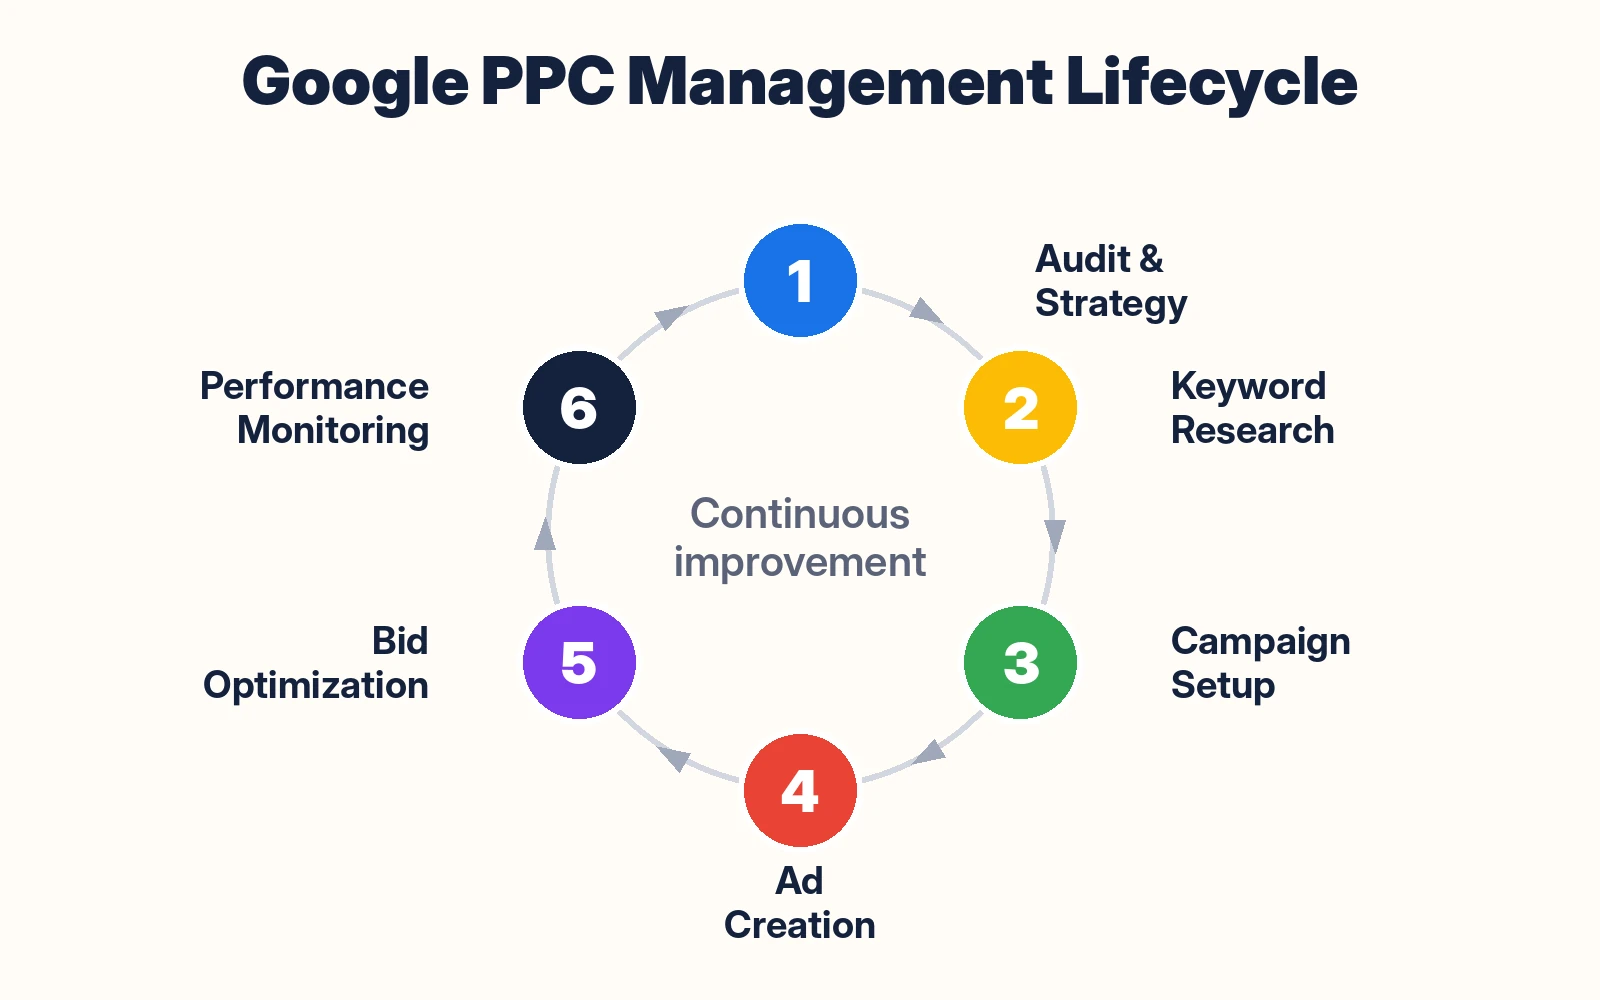 Google PPC Management Lifecycle
1
Audit &
Strategy
2
Keyword
Research
3
Campaign
Setup
4
Ad
Creation
5
Bid
Optimization
6
Performance
Monitoring
Continuous
improvement